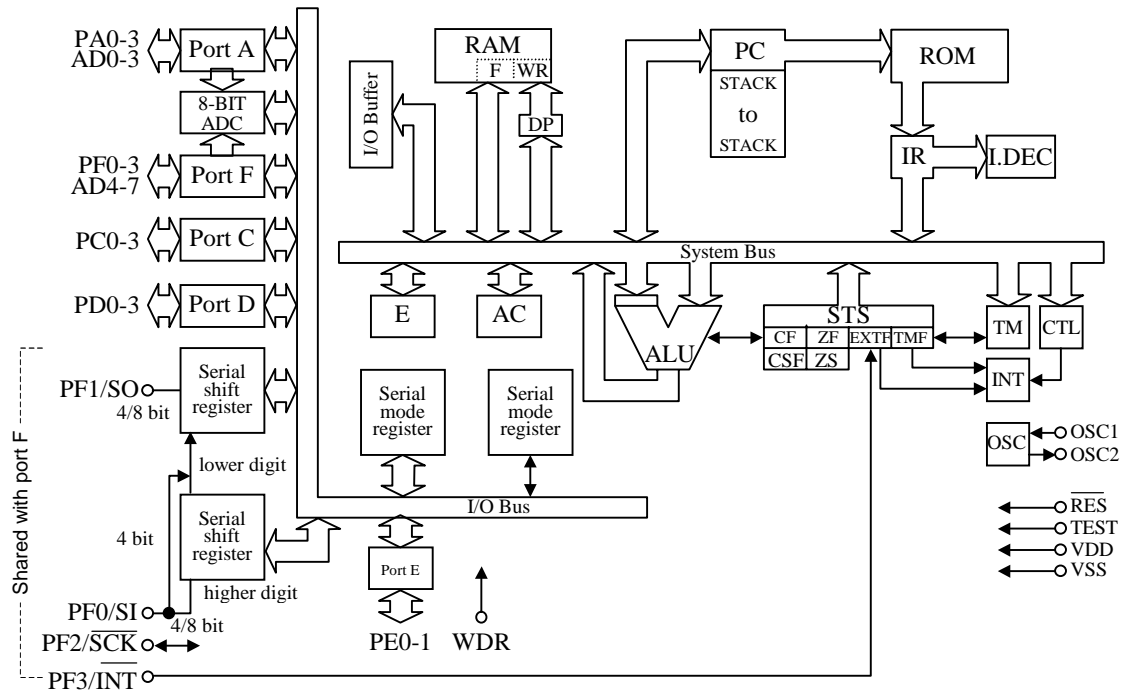 PA0-3
AD0-3
Port A
8-BIT
ADC
PF0-3
AD4-7
Port F
PC0-3
Port C
PD0-3
Port D
I/O Buffer
RAM
F
WR
DP
PC
STACK
to
STACK
ROM
IR
I.DEC
System Bus
E
AC
ALU
STS
CF
ZF
EXTF
TMF
CSF
ZS
TM
CTL
INT
OSC
OSC1
OSC2
RES
TEST
VDD
VSS
Shared with port F
PF1/SO
4/8 bit
Serial
shift
register
lower digit
Serial
mode
register
Serial
mode
register
I/O Bus
4 bit
Serial
shift
register
higher digit
Port E
PE0-1
WDR
PF0/SI
4/8 bit
PF2/SCK
PF3/INT